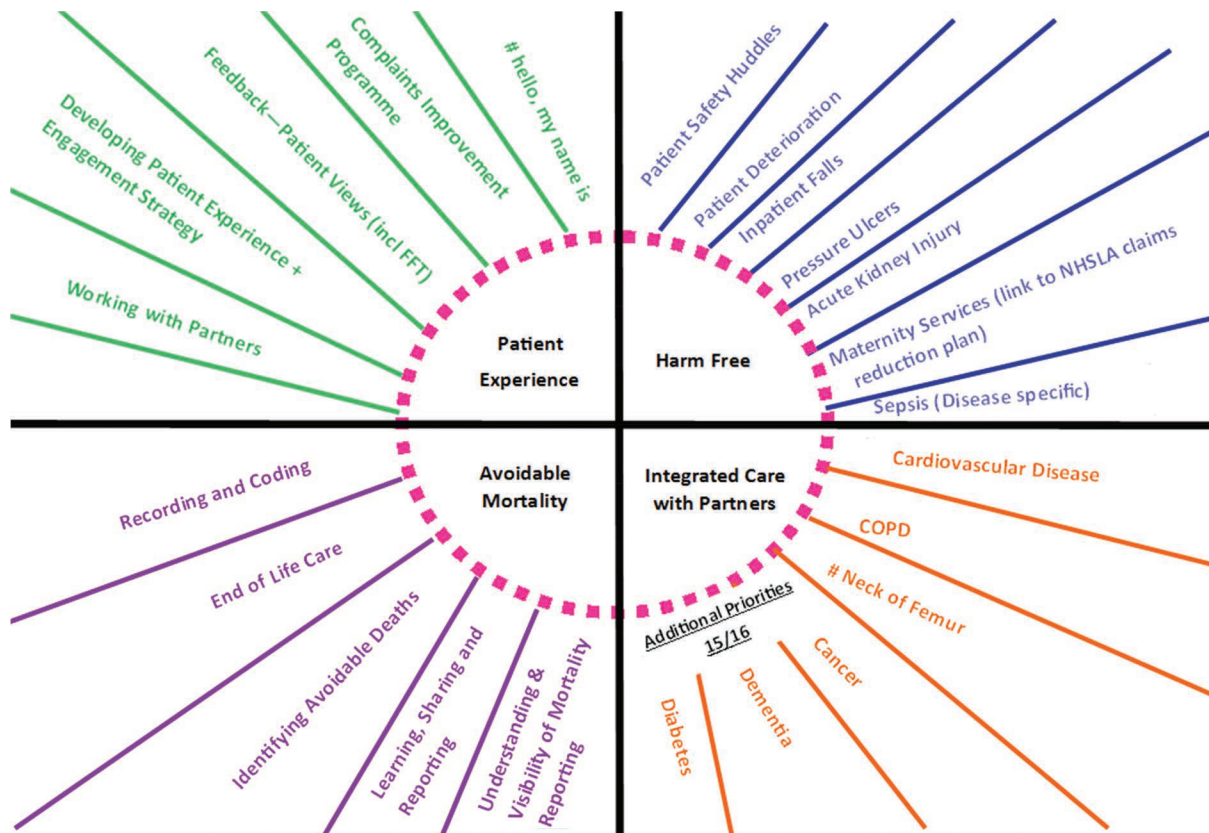 # hello, my name is
Complaints Improvement
Programme
Feedback—Patient Views (incl FFT)
Developing Patient Experience +
Engagement Strategy
Working with Partners
Patient
Experience
Patient Safety Huddles
Patient Deterioration
Inpatient Falls
Pressure Ulcers
Acute Kidney Injury
Maternity Services (link to NHSLA claims
reduction plan)
Sepsis (Disease specific)
Harm Free
Avoidable
Mortality
Recording and Coding
End of Life Care
Identifying Avoidable Deaths
Learning, Sharing and
Reporting
Understanding &
Visibility of Mortality
Reporting
Integrated Care
with Partners
Cardiovascular Disease
COPD
# Neck of Femur
Additional Priorities
15/16
Cancer
Dementia
Diabetes